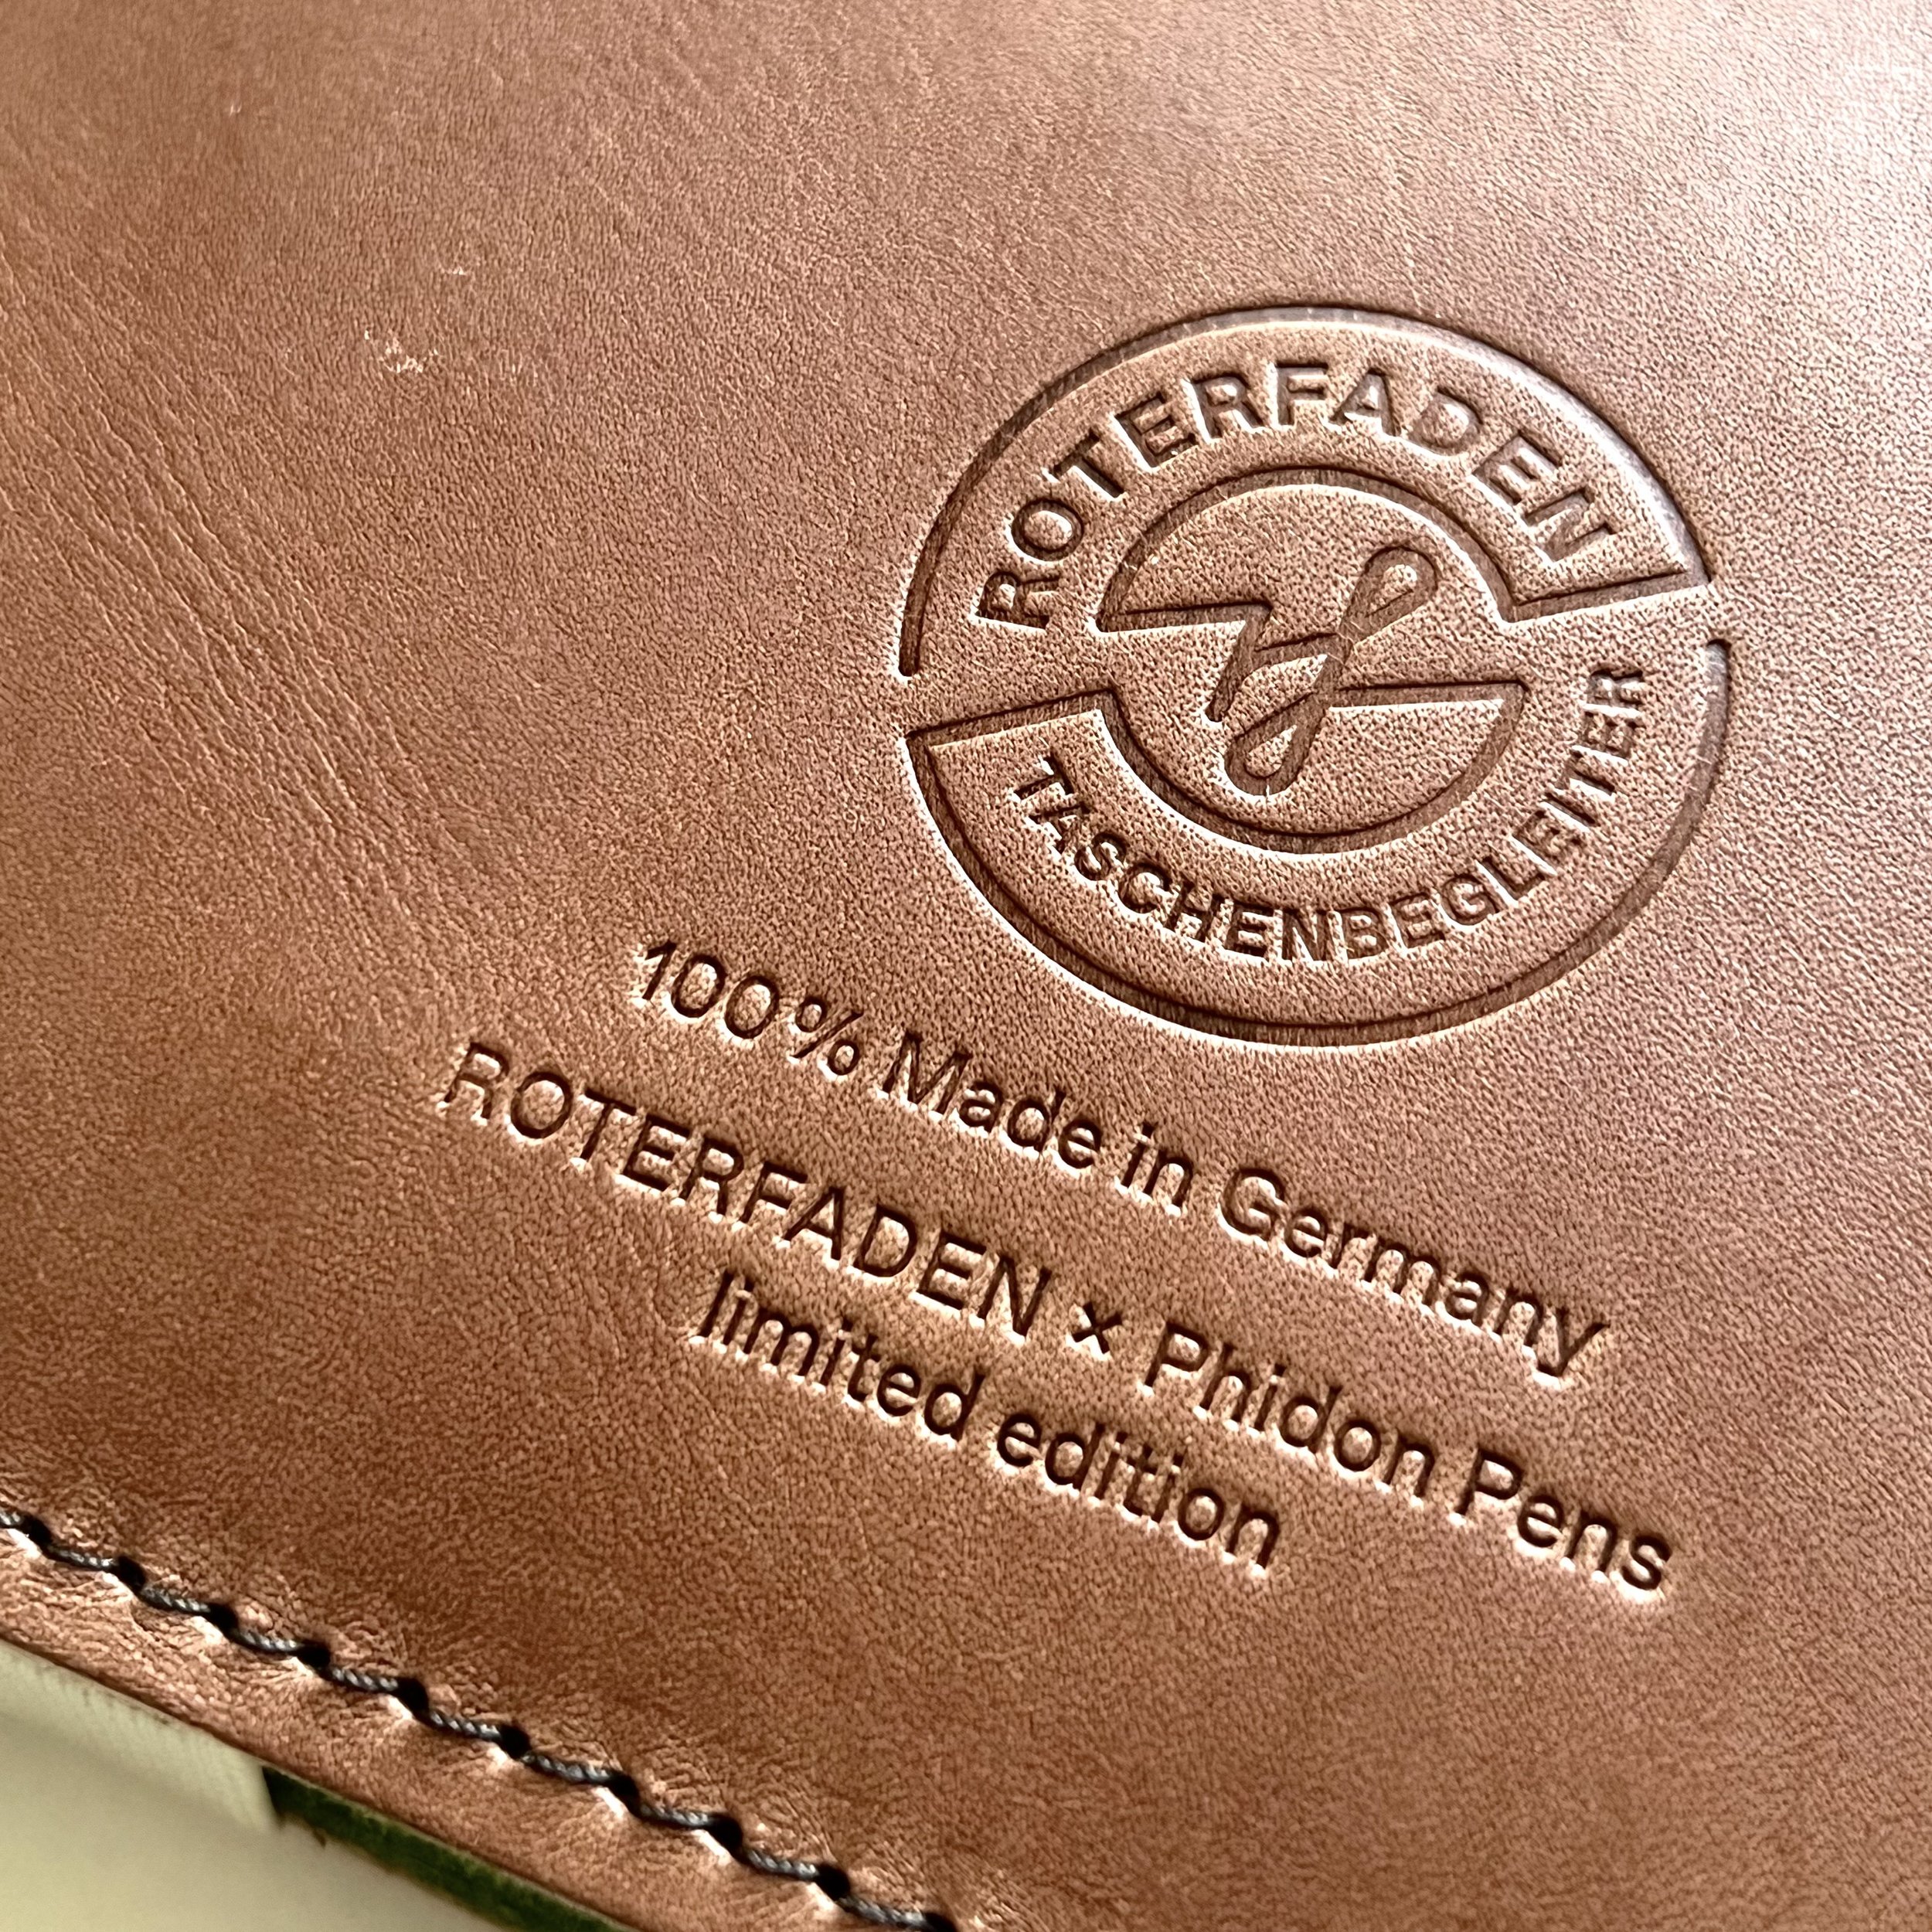 ROTERFADEN
TASCHENBEGLEITER
100% Made in Germany
ROTERFADEN × Phidon Pens
limited edition